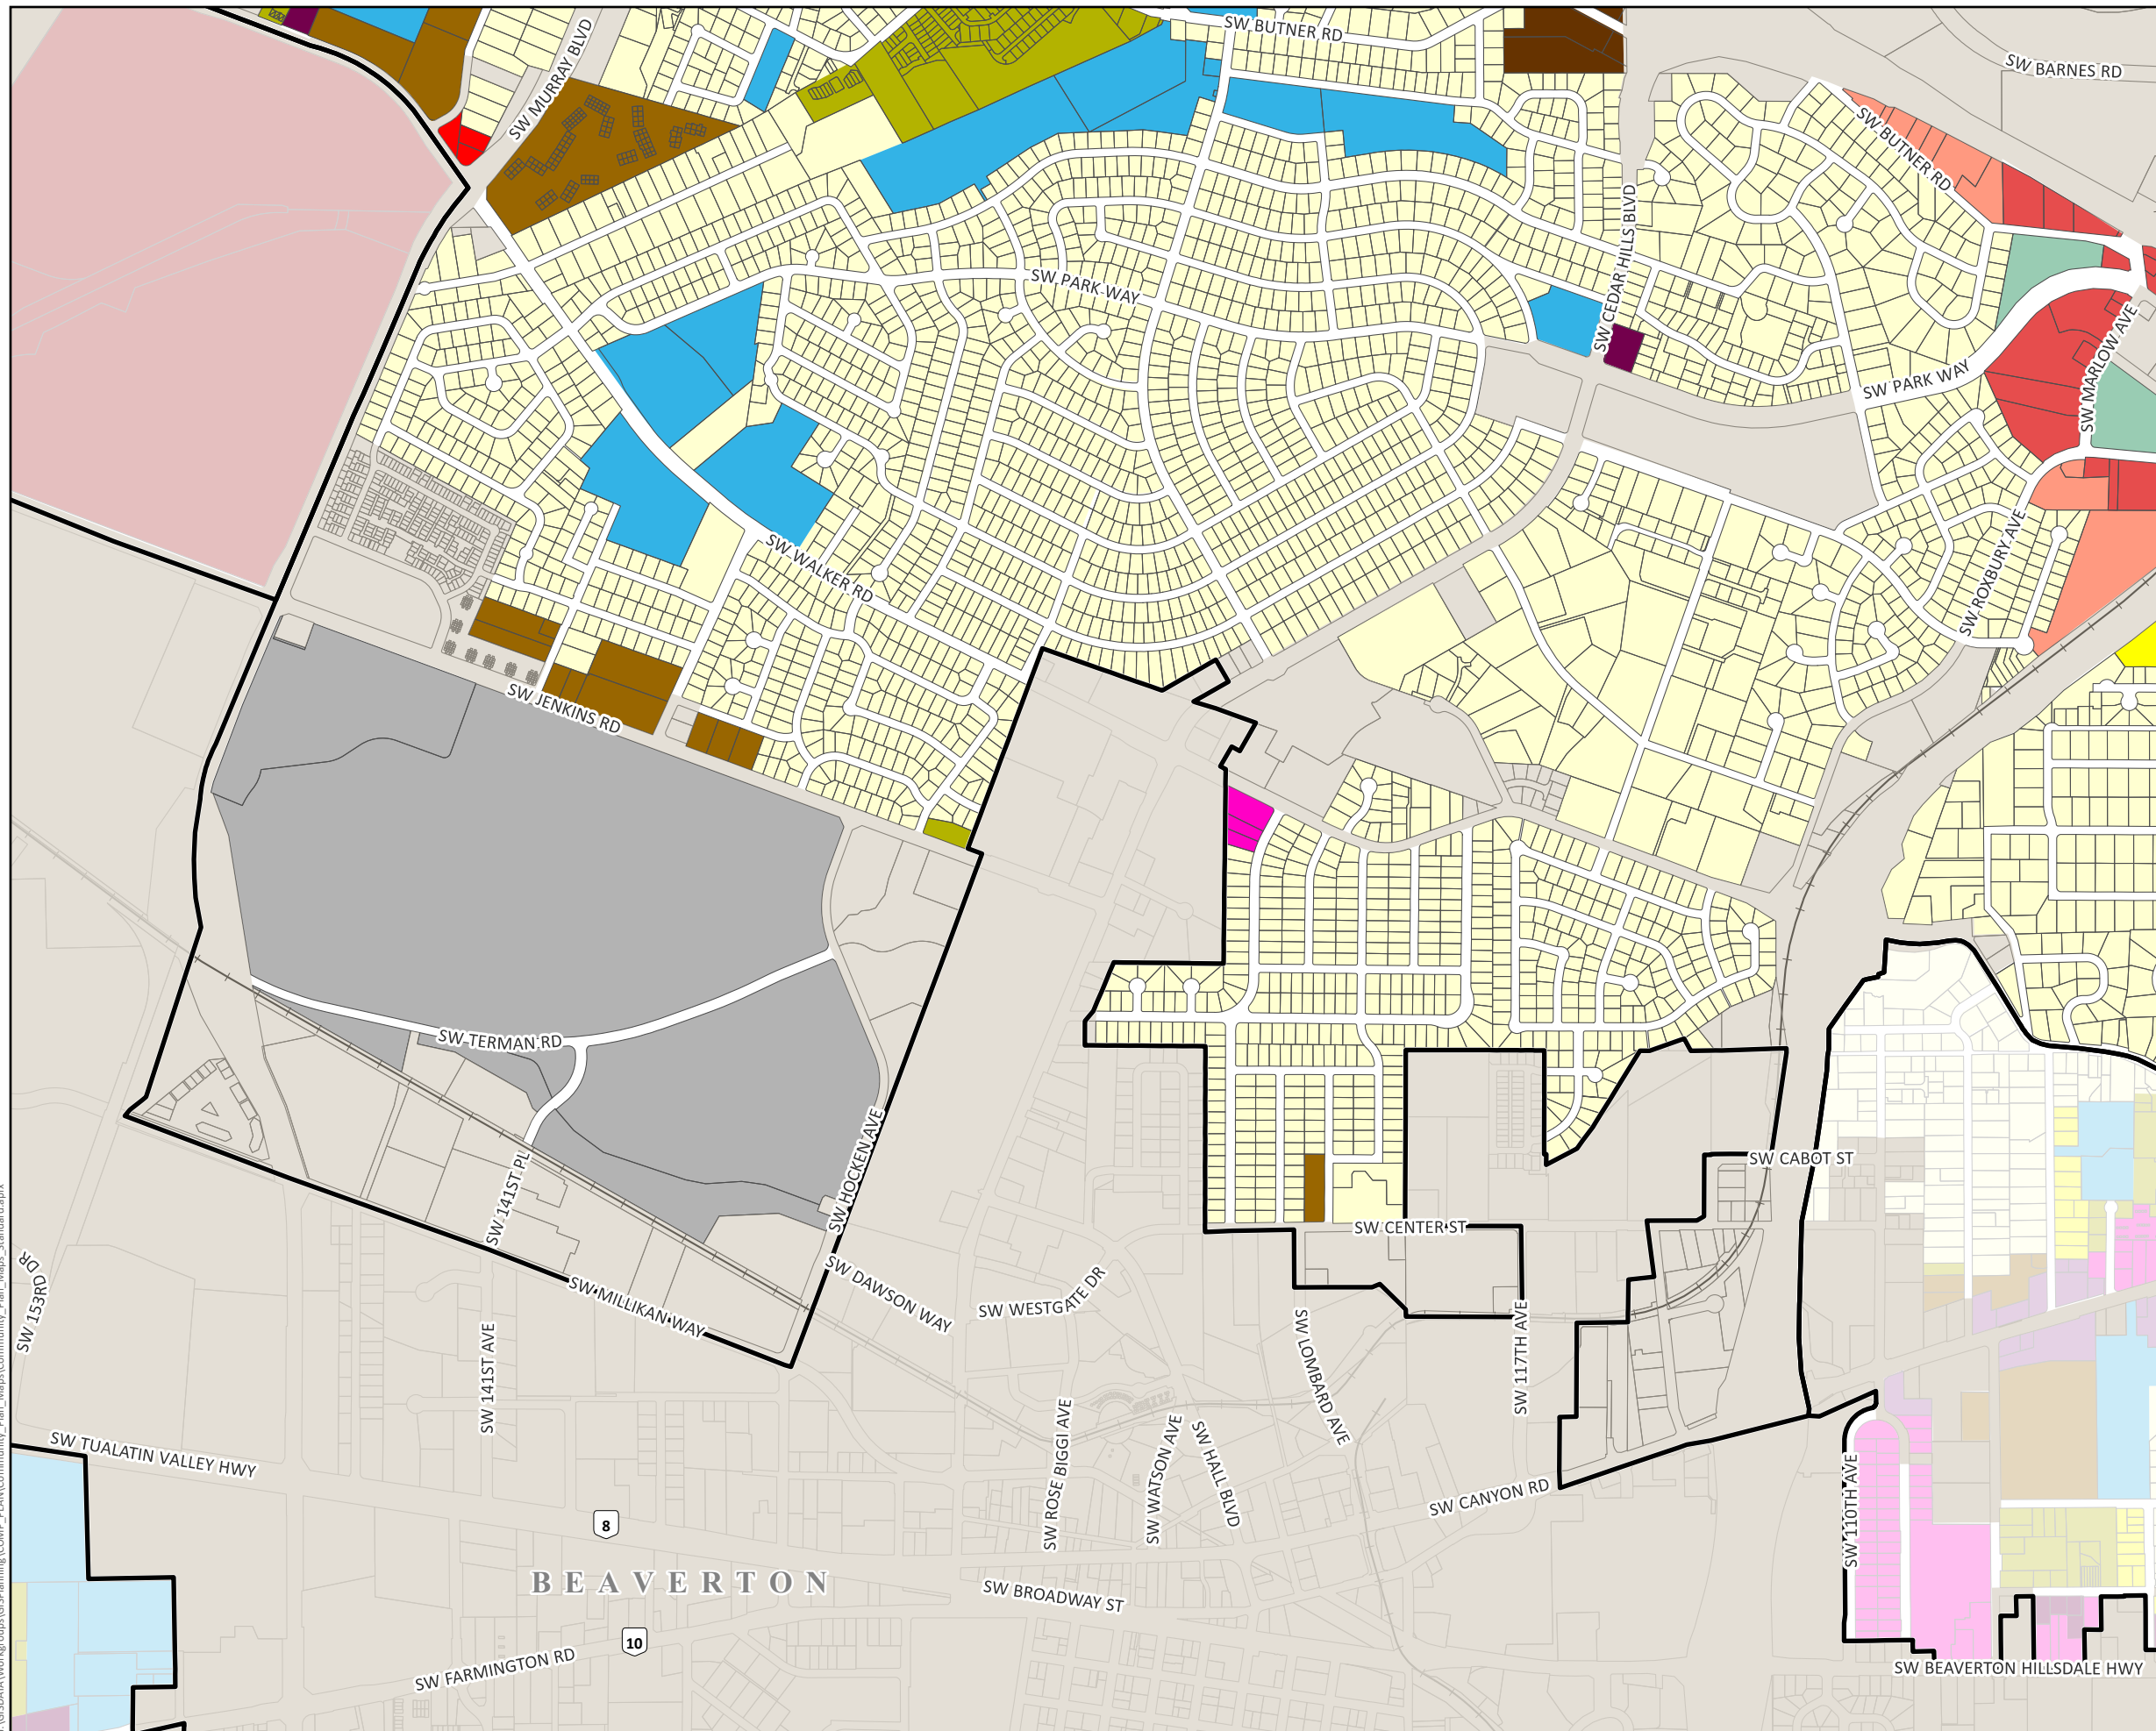 SW BUTNER RD
SW MURRAY BLVD
SW BARNES RD
SW BUTNER RD
SW CEDAR HILLS BLVD
SW PARK WAY
SW MARLOW AVE
SW PARK WAY
SW WALKER RD
SW ROXBURY AVE
SW JENKINS RD
SW TERMAN RD
SW HOCKEN AVE
SW 141ST PL
SW CABOT ST
SW CENTER ST
SW 153RD DR
SW DAWSON WAY
SW WESTGATE DR
SW MILLIKAN WAY
SW LOMBARD AVE
SW 117TH AVE
SW 141ST AVE
SW ROSE BIGGI AVE
SW WATSON AVE
SW HALL BLVD
SW TUALATIN VALLEY HWY
SW CANYON RD
SW 110TH AVE
8
BEAVERTON
SW BROADWAY ST
10
SW FARMINGTON RD
SW BEAVERTON HILLSDALE HWY